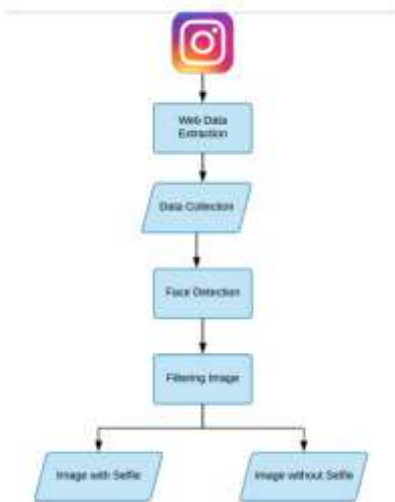 Web Data
Extraction
Data Collection
Face Detection
Filtering Image
Image with Selfie
Image without Selfie